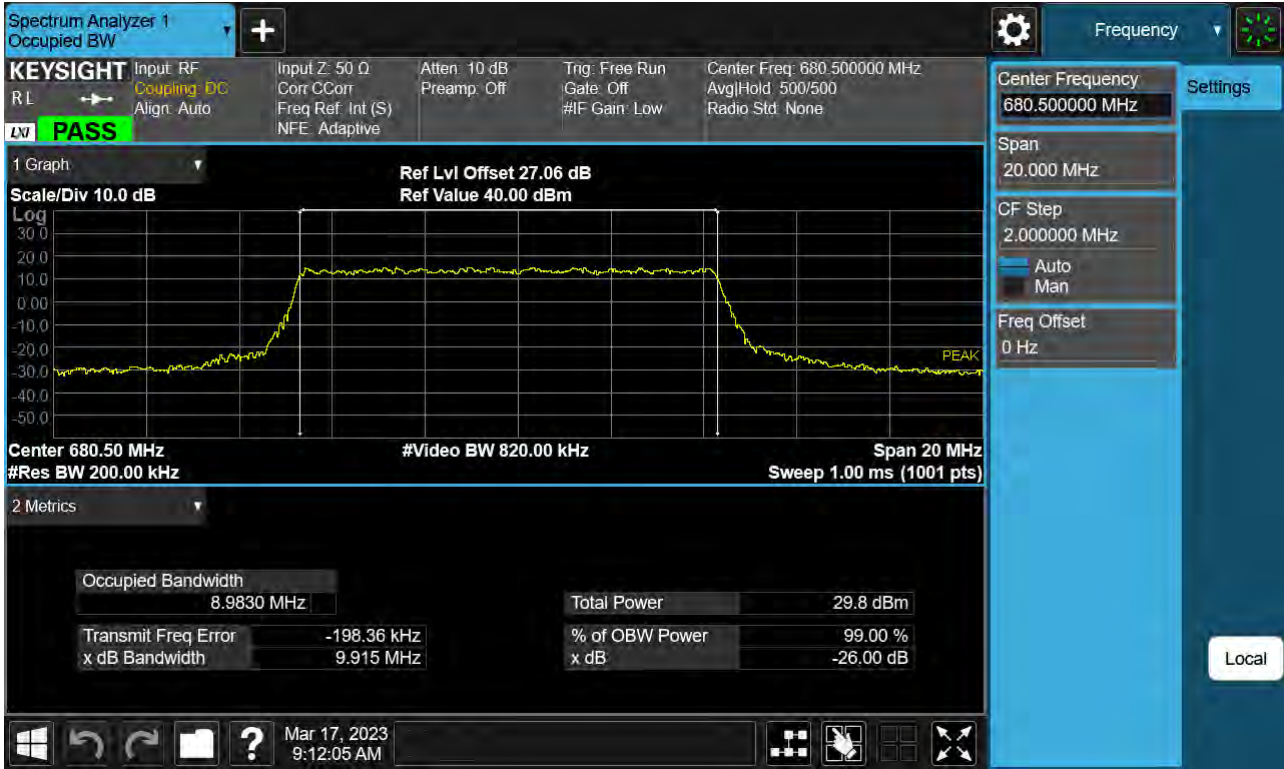 Spectrum Analyzer 1
Occupied BW
+
Frequency
KEYSIGHT
R L
LXI
PASS
Input: RF
Coupling: DC
Align: Auto
Input Z: 50 Ω
Corr CCorr
Freq Ref: Int (S)
NFE: Adaptive
Atten: 10 dB
Preamp: Off
Trig: Free Run
Gate: Off
#IF Gain: Low
Center Freq: 680.500000 MHz
Avg|Hold: 500/500
Radio Std: None
Center Frequency
680.500000 MHz
Settings
Span
20.000 MHz
CF Step
2.000000 MHz
Auto
Man
Freq Offset
0 Hz
Local
1 Graph
Scale/Div 10.0 dB
Ref Lvl Offset 27.06 dB
Ref Value 40.00 dBm
Log
30.0
20.0
10.0
0.00
-10.0
-20.0
-30.0
-40.0
-50.0
PEAK
Center 680.50 MHz
#Video BW 820.00 kHz
Span 20 MHz
#Res BW 200.00 kHz
Sweep 1.00 ms (1001 pts)
2 Metrics
Occupied Bandwidth
8.9830 MHz
Total Power 29.8 dBm
Transmit Freq Error -198.36 kHz
% of OBW Power 99.00 %
x dB Bandwidth 9.915 MHz
x dB -26.00 dB
?
Mar 17, 2023
9:12:05 AM